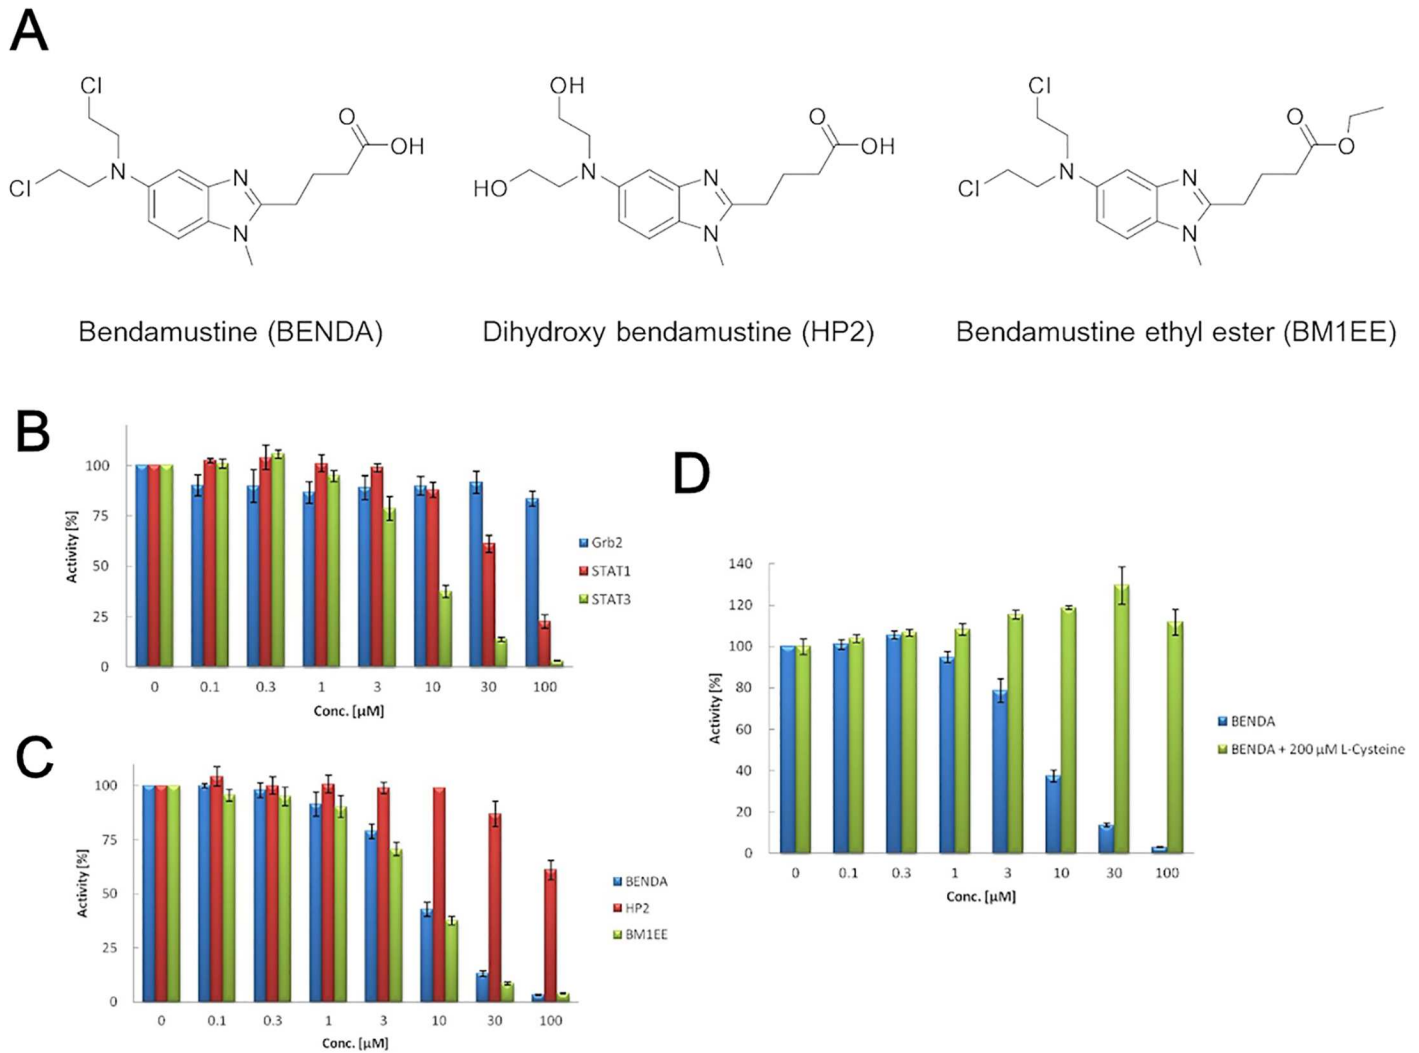 A
Cl
Cl
N
N
N
O
OH
OH
HO
N
N
N
O
OH
Cl
Cl
N
N
N
O
O
Bendamustine (BENDA)
Dihydroxy bendamustine (HP2)
Bendamustine ethyl ester (BM1EE)
B
100
75
50
25
0
Activity [%]
0 0.1 0.3 1 3 10 30 100
Conc. [µM]
Grb2
STAT1
STAT3
C
100
75
50
25
0
Activity [%]
0 0.1 0.3 1 3 10 30 100
Conc. [µM]
BENDA
HP2
BM1EE
D
140
120
100
80
60
40
20
0
Activity [%]
0 0.1 0.3 1 3 10 30 100
Conc. [µM]
BENDA
BENDA + 200 µM L-Cysteine